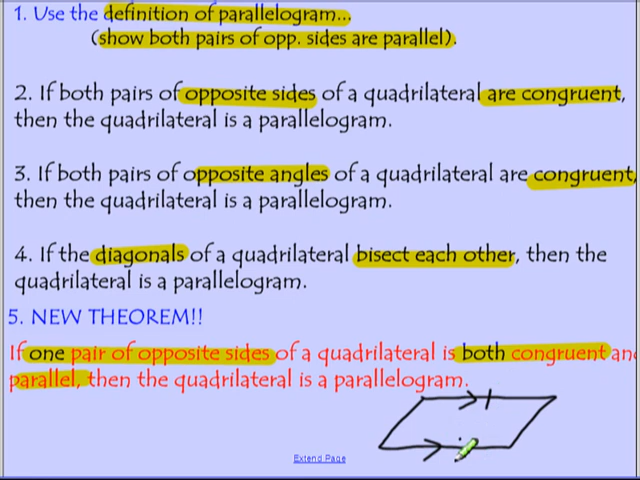 1. Use the definition of parallelogram...
(show both pairs of opp. sides are parallel).
2. If both pairs of opposite sides of a quadrilateral are congruent,
then the quadrilateral is a parallelogram.
3. If both pairs of opposite angles of a quadrilateral are congruent,
then the quadrilateral is a parallelogram.
4. If the diagonals of a quadrilateral bisect each other, then the
quadrilateral is a parallelogram.
5. NEW THEOREM!!
If one pair of opposite sides of a quadrilateral is both congruent an
parallel, then the quadrilateral is a parallelogram.
Extend Page